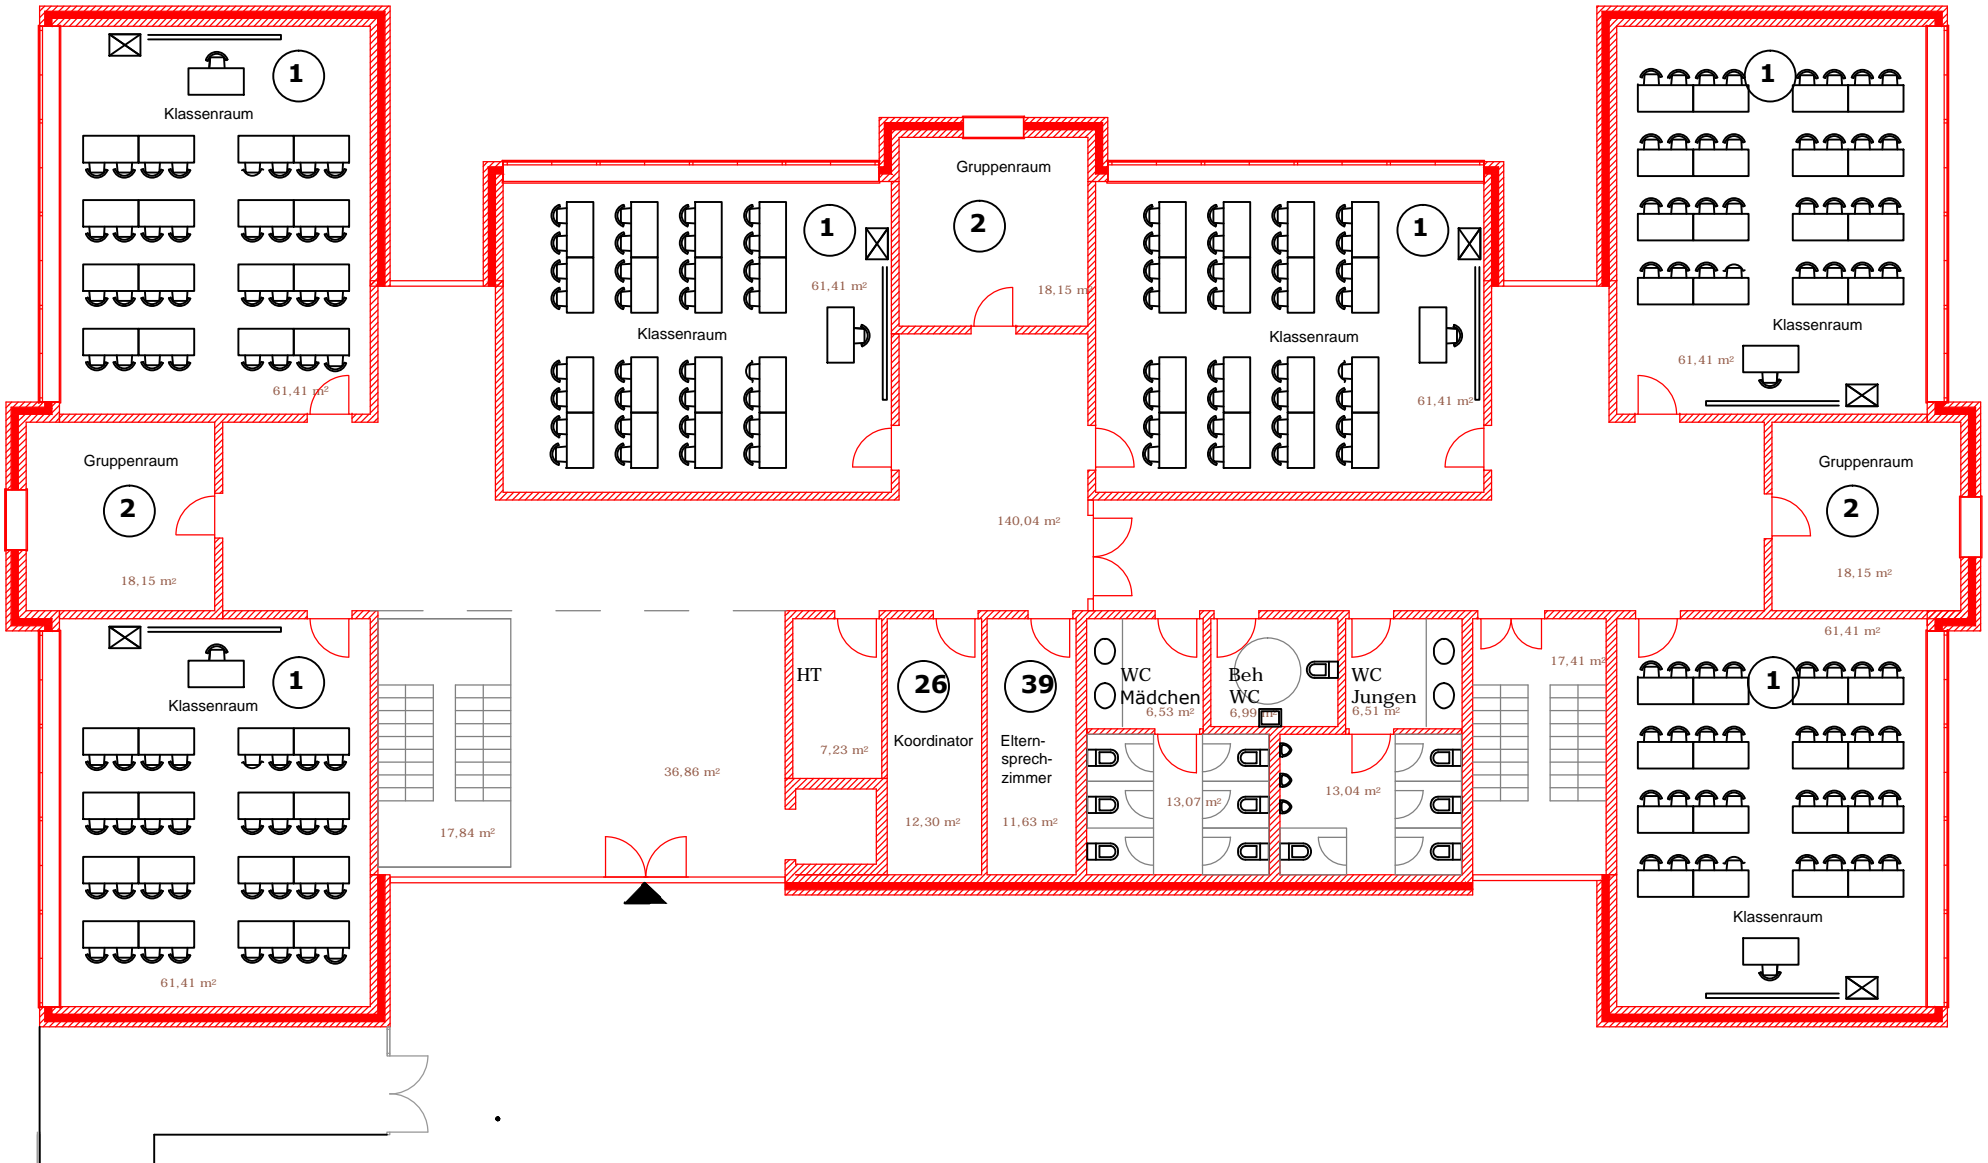 1
Klassenraum
61,41 m²
1
61,41 m²
Klassenraum
Gruppenraum
2
18,15 m²
1
Klassenraum
61,41 m²
1
Klassenraum
61,41 m²
Gruppenraum
2
18,15 m²
140,04 m²
Gruppenraum
2
18,15 m²
1
Klassenraum
61,41 m²
17,84 m²
36,86 m²
HT
7,23 m²
26
Koordinator
12,30 m²
39
Eltern-
sprech-
zimmer
11,63 m²
WC
Mädchen
6,53 m²
Beh
WC
6,99 m²
WC
Jungen
6,51 m²
13,07 m²
13,04 m²
17,41 m²
61,41 m²
1
Klassenraum